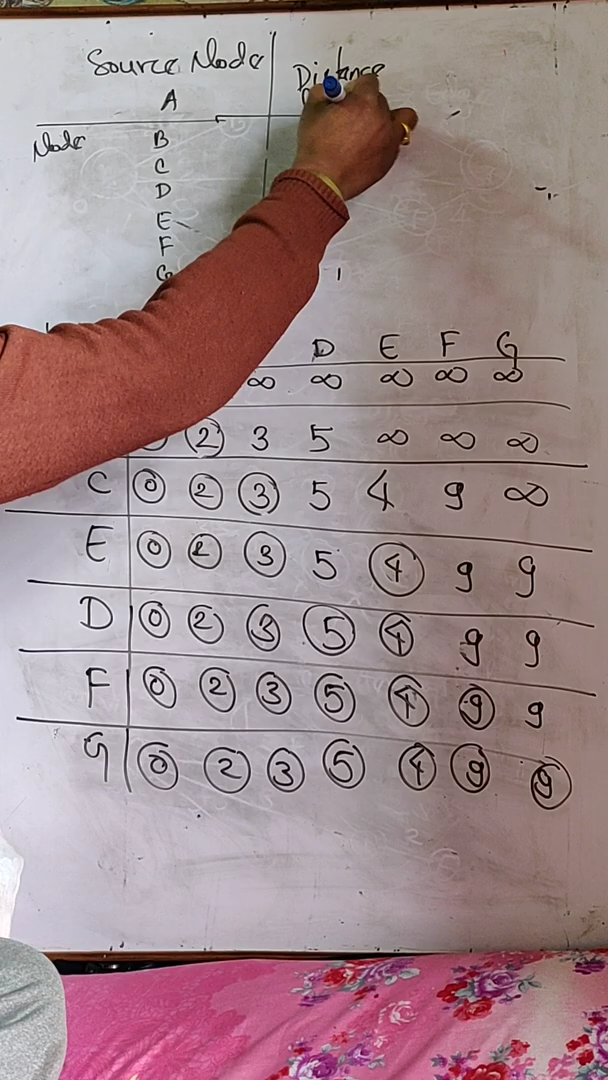 Source Node Distance
A
Node B
C
D
E
F
G
D E F G
∞ ∞ ∞ ∞ ∞
② 3 5 ∞ ∞ ∞
C ⓪ ② ③ 5 4 9 ∞
E ⓪ ② ③ 5 ④ 9 9
D ⓪ ② ③ ⑤ ④ 9 9
F ⓪ ② ③ ⑤ ④ ⑨ 9
G ⓪ ② ③ ⑤ ④ ⑨ ⑨